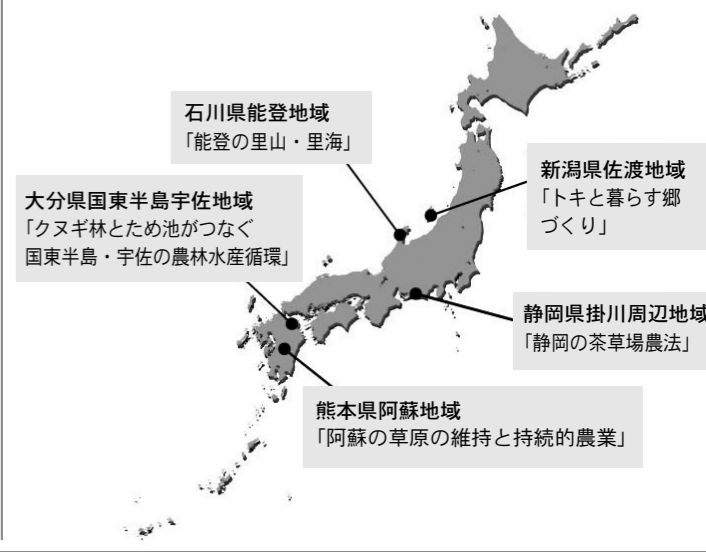 石川県能登地域
「能登の里山・里海」
新潟県佐渡地域
「トキと暮らす郷
づくり」
大分県国東半島宇佐地域
「クヌギ林とため池がつなぐ
国東半島・宇佐の農林水産循環」
静岡県掛川周辺地域
「静岡の茶草場農法」
熊本県阿蘇地域
「阿蘇の草原の維持と持続的農業」